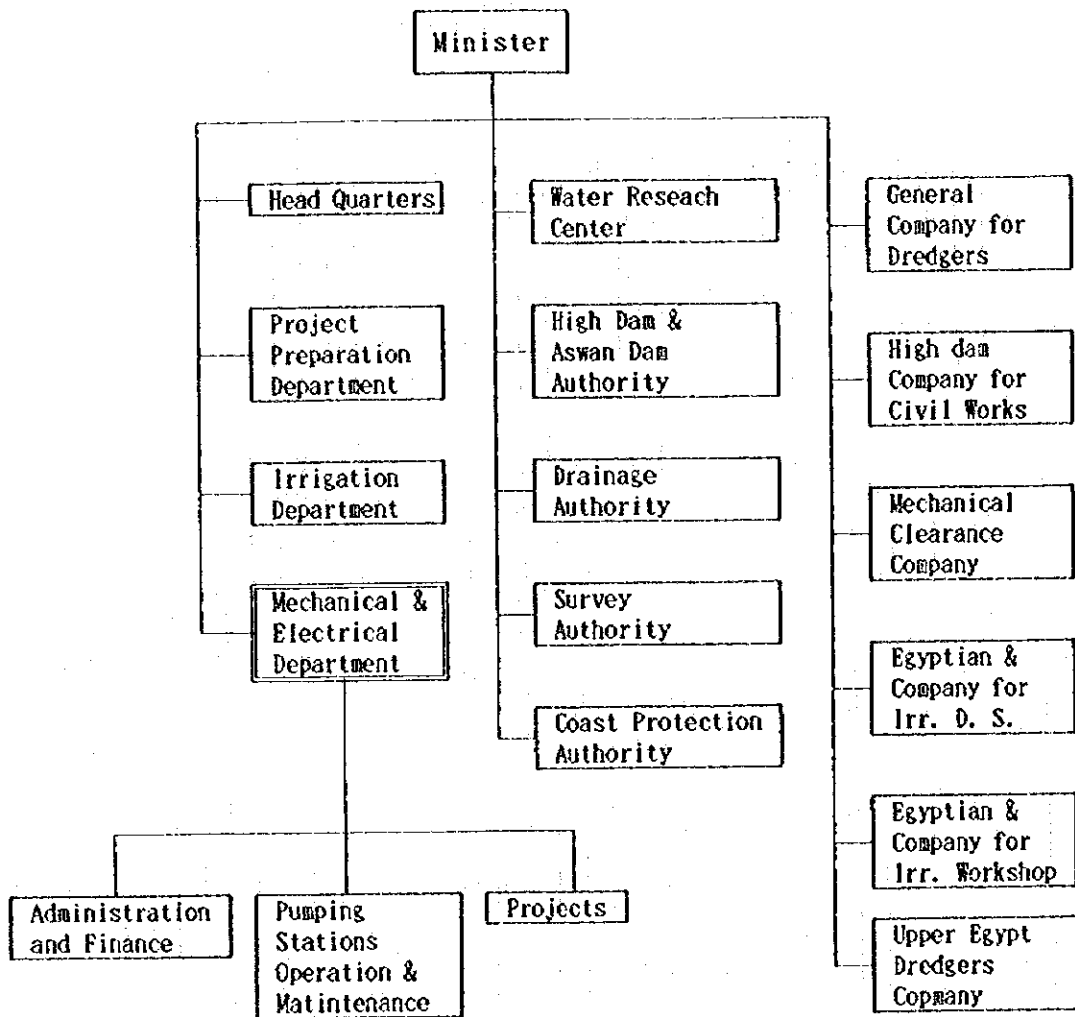 Minister
Head Quarters
Project
Preparation
Department
Irrigation
Department
Mechanical &
Electrical
Department
Water Reseach
Center
High Dam &
Aswan Dam
Authority
Drainage
Authority
Survey
Authority
Coast Protection
Authority
General
Company for
Dredgers
High dam
Company for
Civil Works
Mechanical
Clearance
Company
Egyptian &
Company for
Irr. D. S.
Egyptian &
Company for
Irr. Workshop
Upper Egypt
Dredgers
Copmany
Administration
and Finance
Pumping
Stations
Operation &
Matintenance
Projects